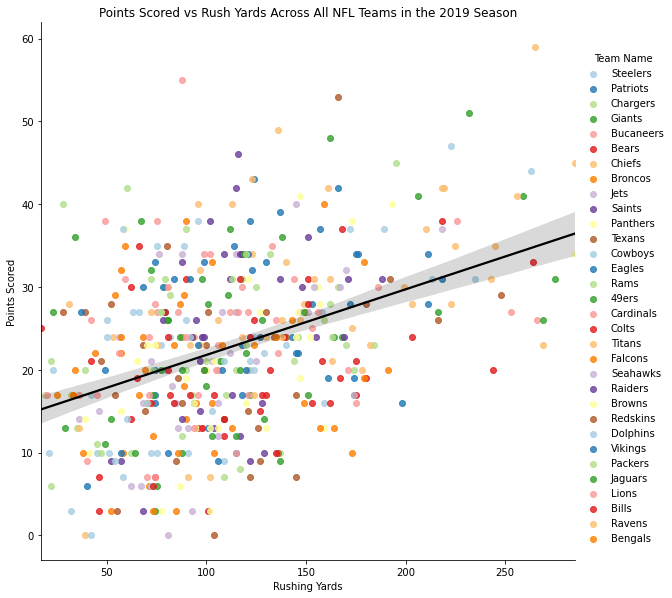 Points Scored vs Rush Yards Across All NFL Teams in the 2019 Season
60
50
40
30
20
10
0
Points Scored
50
100
150
200
250
Rushing Yards
Team Name
Steelers
Patriots
Chargers
Giants
Bucaneers
Bears
Chiefs
Broncos
Jets
Saints
Panthers
Texans
Cowboys
Eagles
Rams
49ers
Cardinals
Colts
Titans
Falcons
Seahawks
Raiders
Browns
Redskins
Dolphins
Vikings
Packers
Jaguars
Lions
Bills
Ravens
Bengals